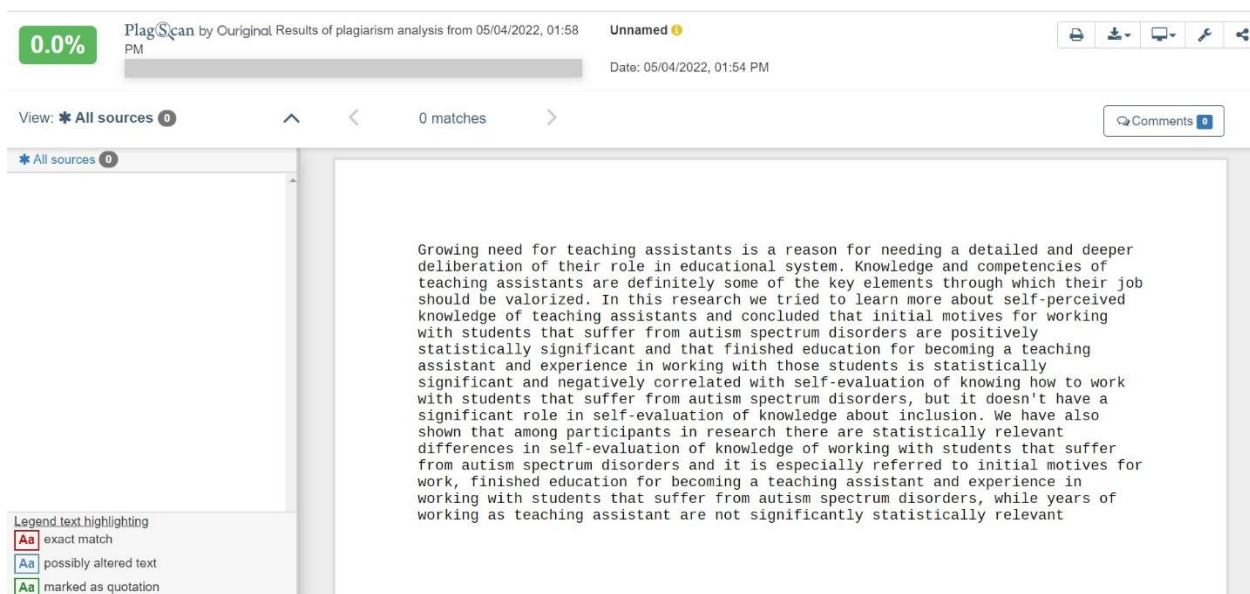 0.0%
PlagScan by Ouriginal Results of plagiarism analysis from 05/04/2022, 01:58
PM
Unnamed
Date: 05/04/2022, 01:54 PM
View: ✱ All sources 0
0 matches
Comments 0
✱ All sources 0
Growing need for teaching assistants is a reason for needing a detailed and deeper
deliberation of their role in educational system. Knowledge and competencies of
teaching assistants are definitely some of the key elements through which their job
should be valorized. In this research we tried to learn more about self-perceived
knowledge of teaching assistants and concluded that initial motives for working
with students that suffer from autism spectrum disorders are positively
statistically significant and that finished education for becoming a teaching
assistant and experience in working with those students is statistically
significant and negatively correlated with self-evaluation of knowing how to work
with students that suffer from autism spectrum disorders, but it doesn't have a
significant role in self-evaluation of knowledge about inclusion. We have also
shown that among participants in research there are statistically relevant
differences in self-evaluation of knowledge of working with students that suffer
from autism spectrum disorders and it is especially referred to initial motives for
work, finished education for becoming a teaching assistant and experience in
working with students that suffer from autism spectrum disorders, while years of
working as teaching assistant are not significantly statistically relevant
Legend text highlighting
Aa exact match
Aa possibly altered text
Aa marked as quotation